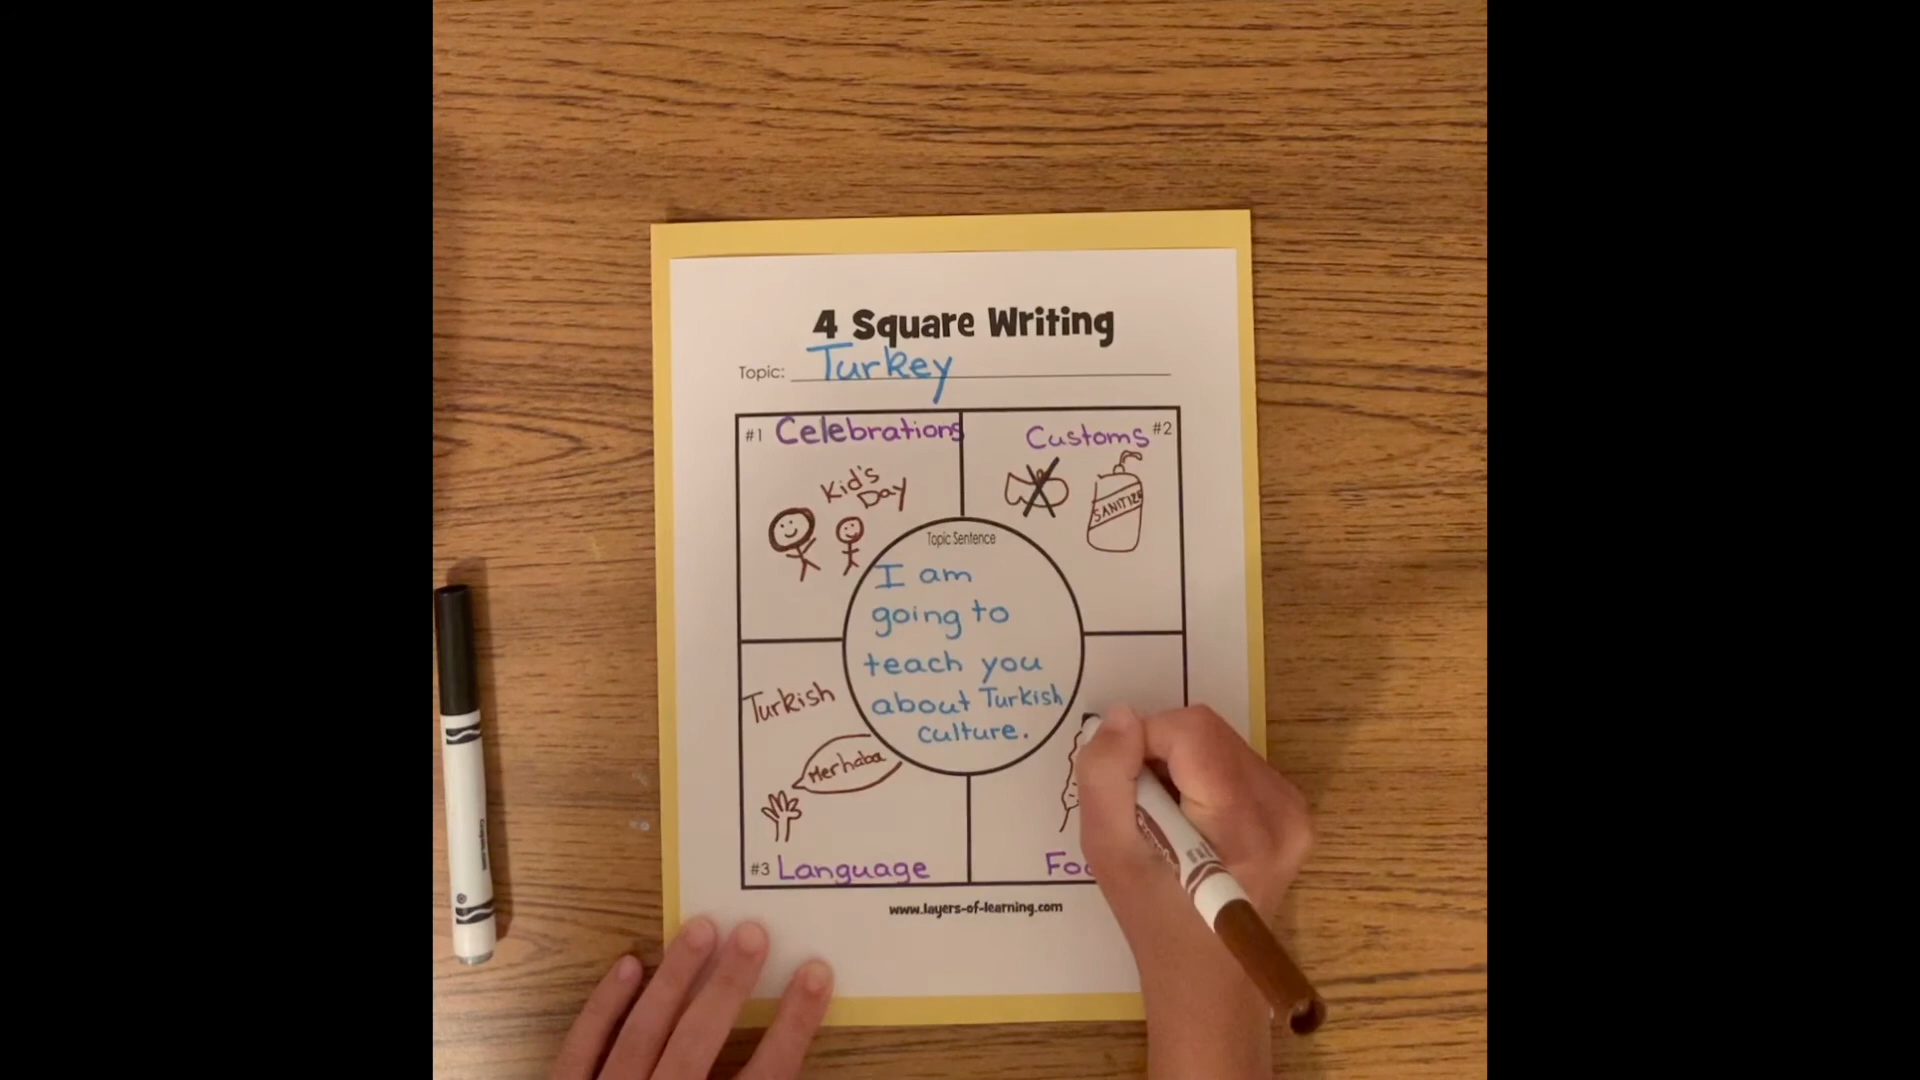 4 Square Writing
Topic: Turkey
#1 Celebrations
Kid's
Day
Customs #2
SANITIZE
Topic Sentence
I am
going to
teach you
about Turkish
culture.
Turkish
Merhaba
#3 Language
www.layers-of-learning.com